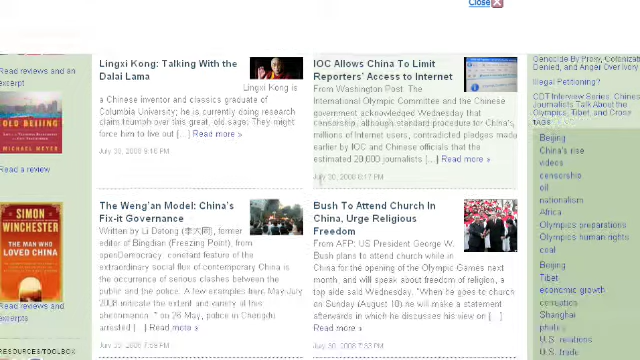 Close
Read reviews and an
excerpt
OLD BEIJING
MICHAEL MEYER
Read a review
SIMON
WINCHESTER
THE MAN WHO
LOVED CHINA
Read reviews and
excerpts
RESOURCES/TOOLBOX
Lingxi Kong: Talking With the
Dalai Lama
Lingxi Kong is
a Chinese inventor and classics graduate of
Columbia University; he is currently doing research
force him to live out [...] Read more »
July 30, 2008 9:16 PM
IOC Allows China To Limit
Reporters' Access to Internet
From Washington Post: The
International Olympic Committee and the Chinese
government acknowledged Wednesday that
censorship, although standard procedure for China's
millions of Internet users, contradicted pledges made
earlier by IOC and Chinese officials that the
estimated 20,000 journalists [...] Read more »
July 30, 2008 8:17 PM
The Weng'an Model: China's
Fix-it Governance
Written by Li Datong (李大同), former
editor of Bingdian (Freezing Point), from
openDemocracy: constant feature of the
extraordinary social flux of contemporary China is
the occurrence of serious clashes between the
public and the police. A few examples from May-July
2008 indicate the extent and variety of this
phenomenon: * on 26 May, police in Chengdu
arrested [...] Read more »
July 30, 2008 7:58 PM
Bush To Attend Church In
China, Urge Religious
Freedom
From AFP: US President George W.
Bush plans to attend church while in
China for the opening of the Olympic Games next
month, and will speak about freedom of religion, a
top aide said Wednesday. "When he goes to church
on Sunday (August 10) he will make a statement
afterwards in which he discusses his view on [...]
Read more »
July 30, 2008 7:53 PM
Genocide By Proxy, Colonization
Denied, and Anger Over Ivory
Illegal Petitioning?
CDT Interview Series: Chinese
Journalists Talk About the
Olympics, Tibet, and Cross
TAGS
Beijing
China's rise
videos
censorship
oil
nationalism
Africa
Olympics preparations
Olympics human rights
coal
Beijing
Tibet
economic growth
censorship
Shanghai
photos
U.S. relations
U.S. trade